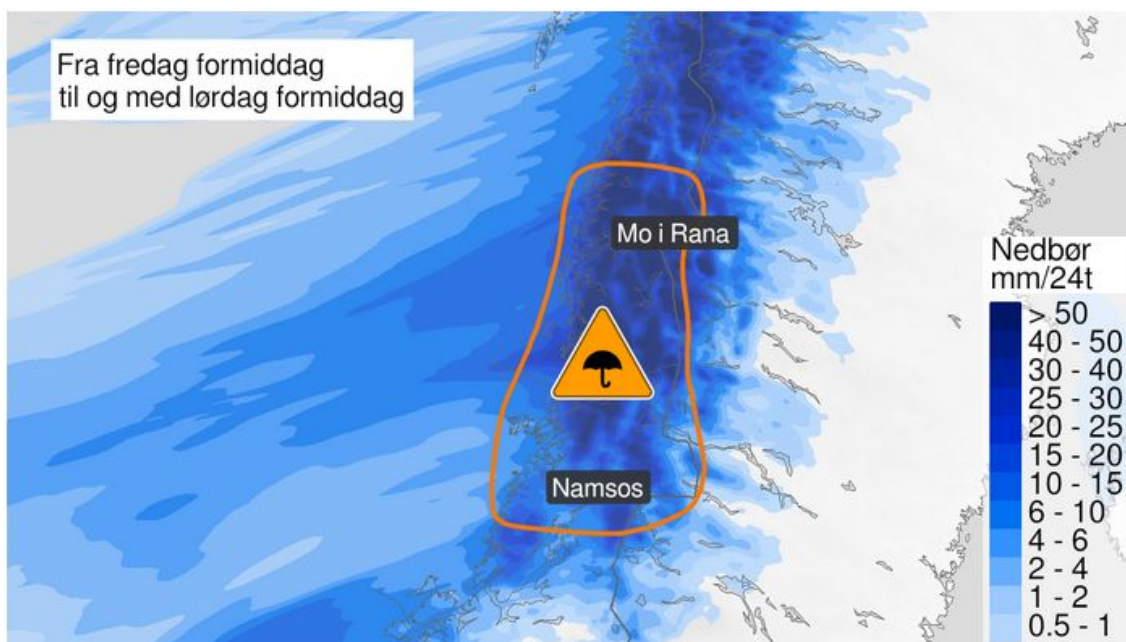 Fra fredag formiddag
til og med lørdag formiddag
Mo i Rana
Namsos
Nedbør
mm/24t
> 50
40 - 50
30 - 40
25 - 30
20 - 25
15 - 20
10 - 15
6 - 10
4 - 6
2 - 4
1 - 2
0.5 - 1